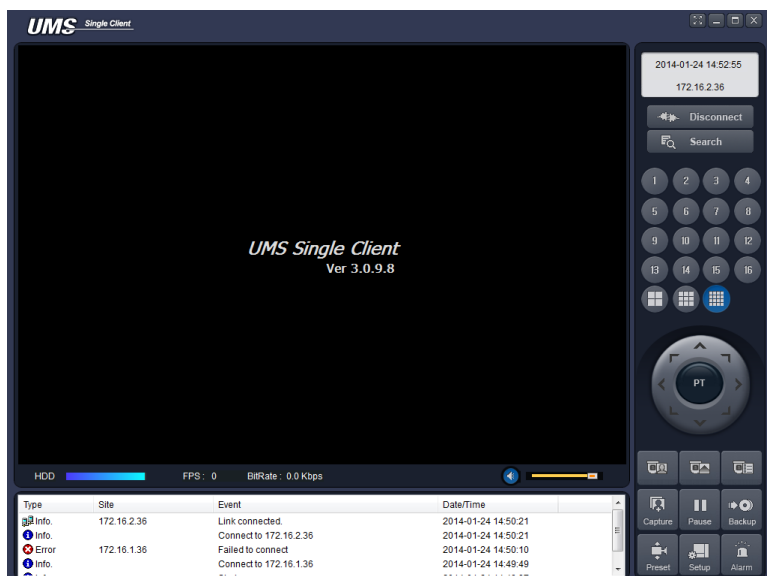 UMS Single Client
2014-01-24 14:52:55
172.16.2.36
Disconnect
Search
1 2 3 4
5 6 7 8
9 10 11 12
13 14 15 16
UMS Single Client
Ver 3.0.9.8
PT
HDD FPS : 0 BitRate : 0.0 Kbps
Capture Pause Backup
Preset Setup Alarm
Type Site Event Date/Time
Info. 172.16.2.36 Link connected. 2014-01-24 14:50:21
Info. Connect to 172.16.2.36 2014-01-24 14:50:21
Error 172.16.1.36 Failed to connect 2014-01-24 14:50:10
Info. Connect to 172.16.1.36 2014-01-24 14:49:49